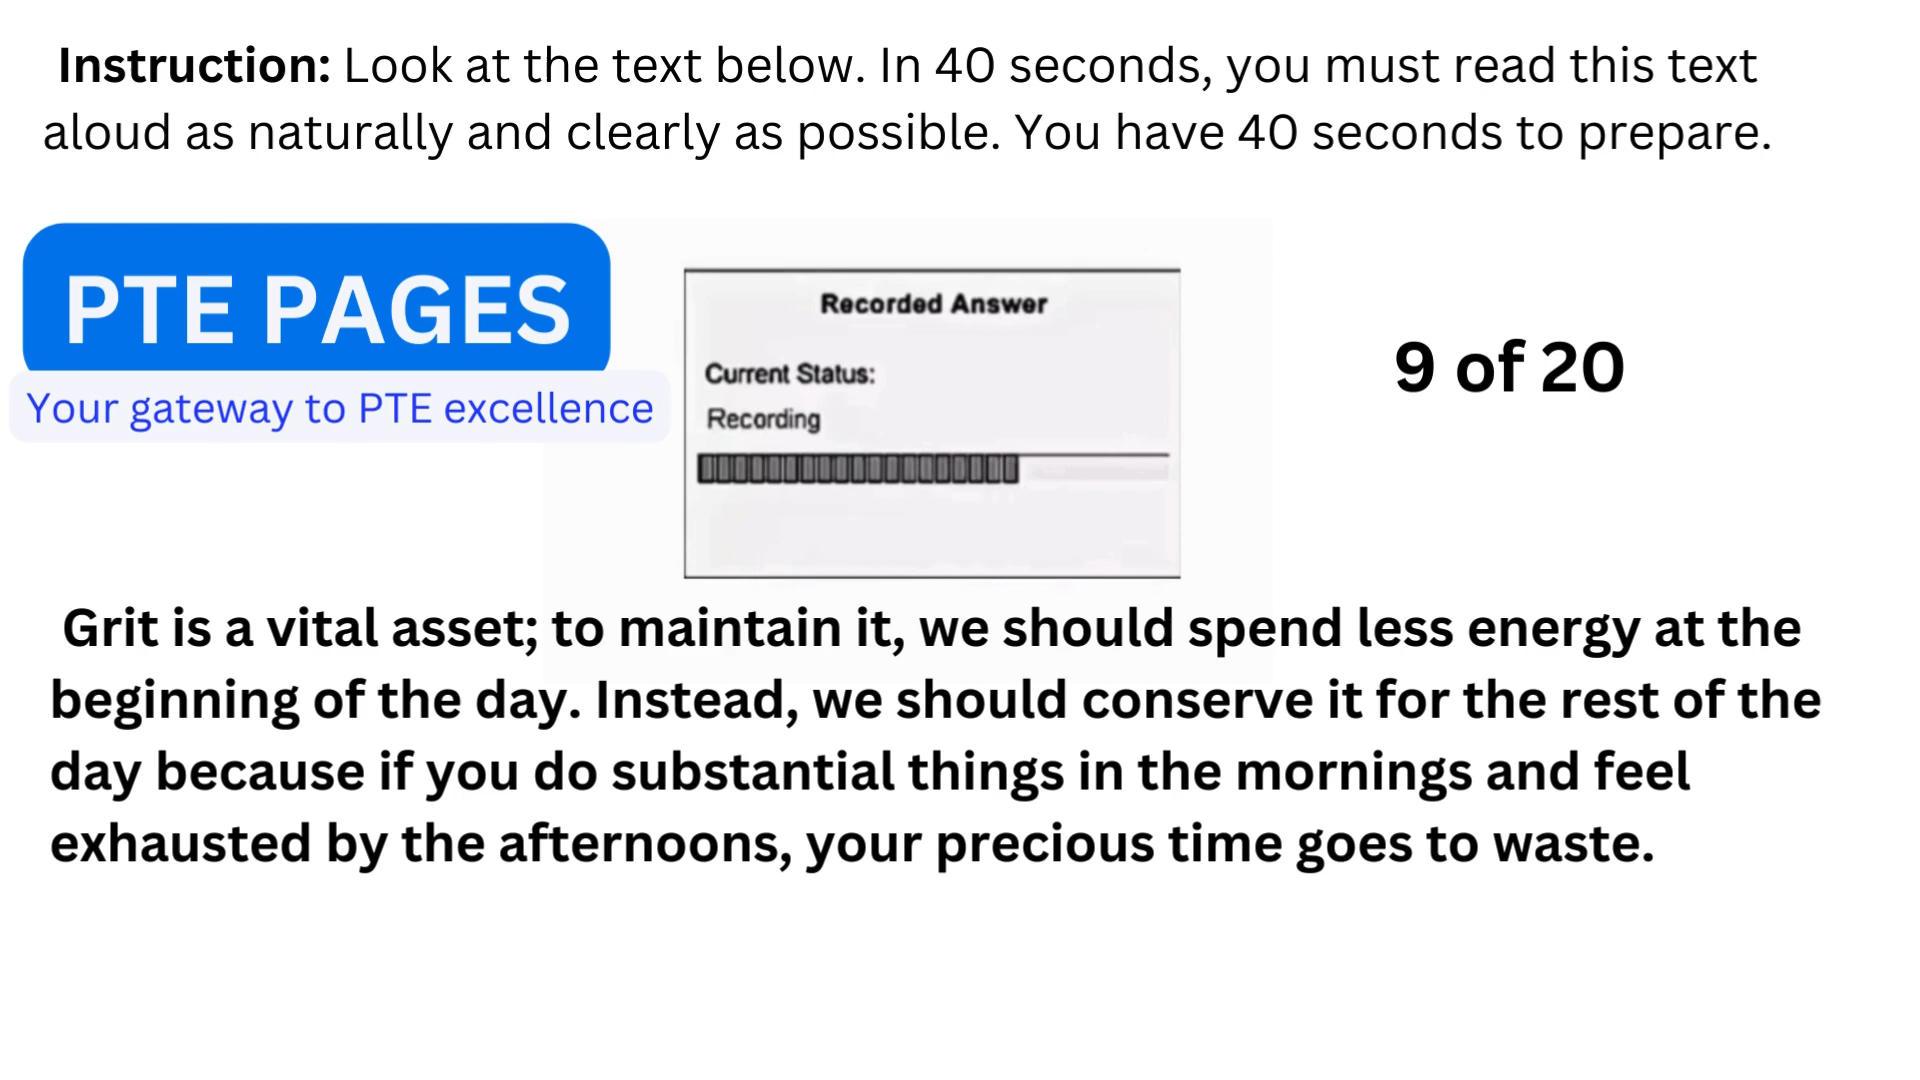 Instruction: Look at the text below. In 40 seconds, you must read this text
aloud as naturally and clearly as possible. You have 40 seconds to prepare.
PTE PAGES
Your gateway to PTE excellence
Recorded Answer
Current Status:
Recording
9 of 20
Grit is a vital asset; to maintain it, we should spend less energy at the
beginning of the day. Instead, we should conserve it for the rest of the
day because if you do substantial things in the mornings and feel
exhausted by the afternoons, your precious time goes to waste.